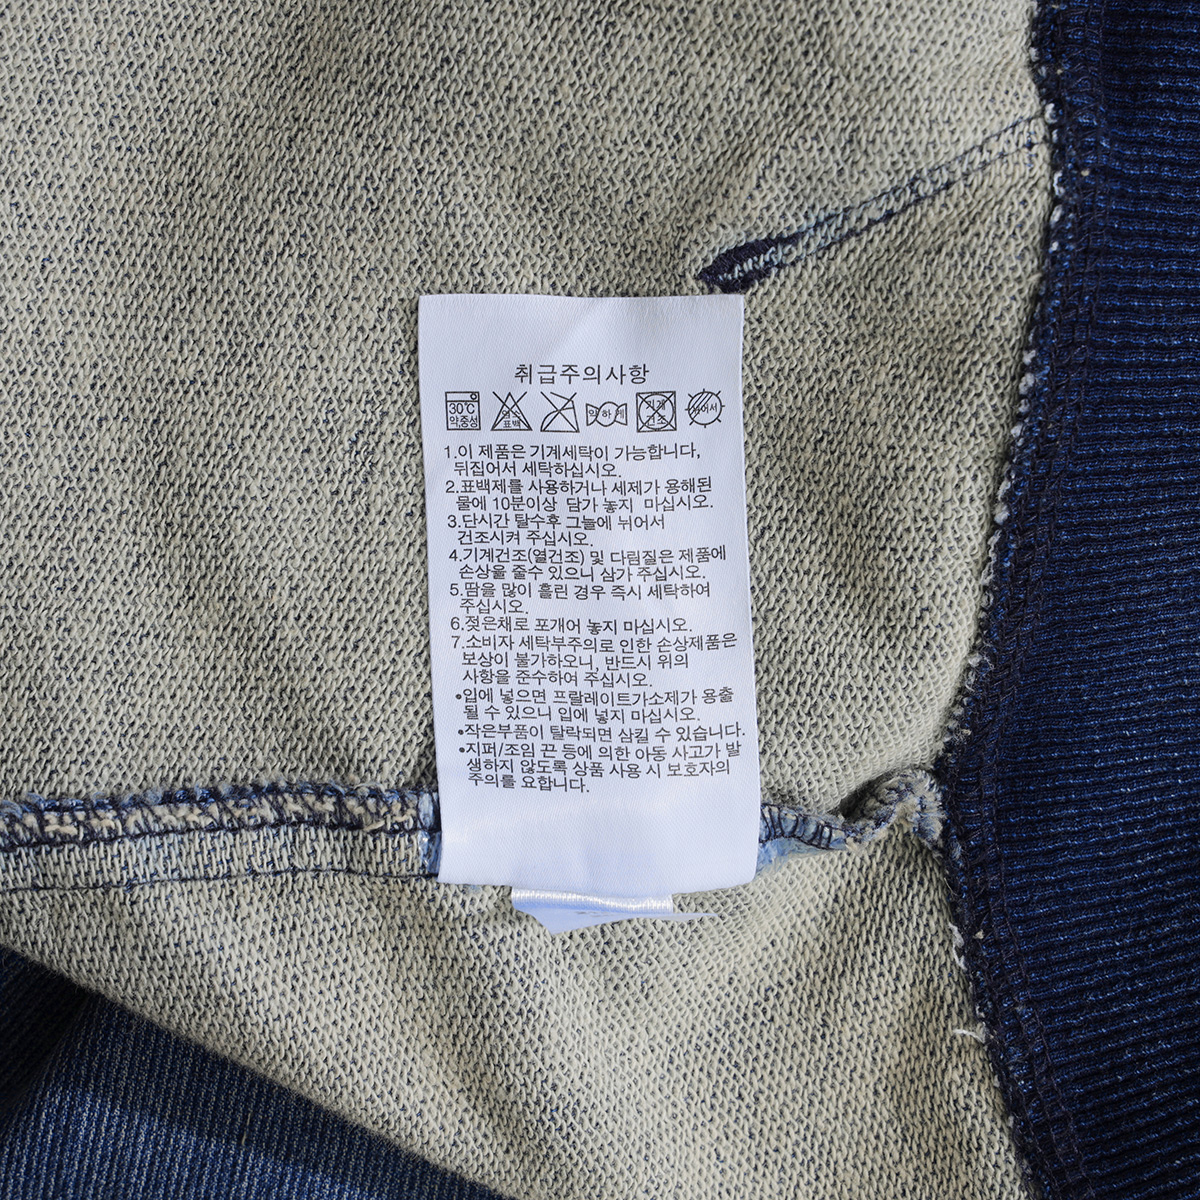 취급주의사항
30℃ 약,중성 염소 표백 약하게 기계 건조 뉘어서
1.이 제품은 기계세탁이 가능합니다,
뒤집어서 세탁하십시오.
2.표백제를 사용하거나 세제가 용해된
물에 10분이상 담가 놓지 마십시오.
3.단시간 탈수후 그늘에 뉘어서
건조시켜 주십시오.
4.기계건조(열건조) 및 다림질은 제품에
손상을 줄수 있으니 삼가 주십시오.
5.땀을 많이 흘린 경우 즉시 세탁하여
주십시오.
6.젖은채로 포개어 놓지 마십시오.
7.소비자 세탁부주의로 인한 손상제품은
보상이 불가하오니, 반드시 위의
사항을 준수하여 주십시오.
•입에 넣으면 프탈레이트가소제가 용출
될 수 있으니 입에 넣지 마십시오.
•작은부품이 탈락되면 삼킬 수 있습니다.
•지퍼/조임 끈 등에 의한 아동 사고가 발
생하지 않도록 상품 사용 시 보호자의
주의를 요합니다.